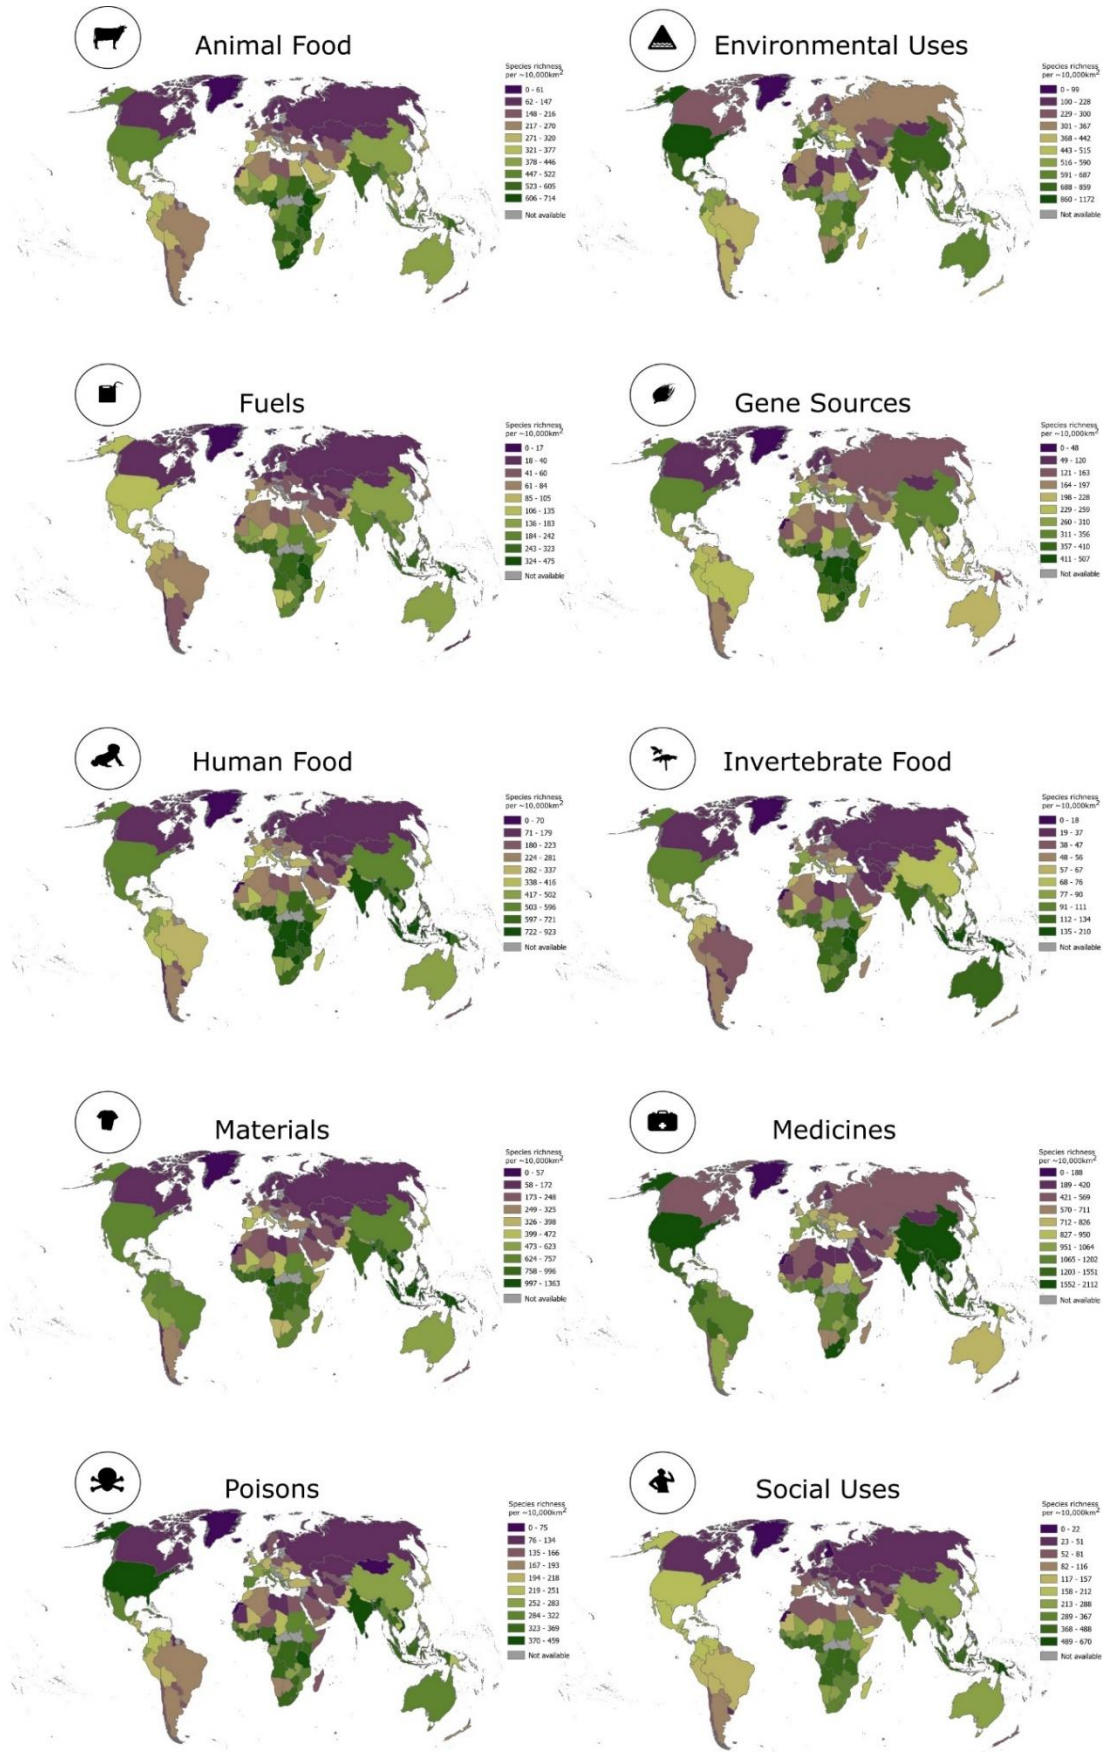 Animal Food
Species richness
per ~10,000km2
0 - 61
62 - 147
148 - 216
217 - 270
271 - 320
321 - 377
378 - 446
447 - 522
523 - 605
606 - 714
Not available
Environmental Uses
Species richness
per ~10,000km2
0 - 99
100 - 228
229 - 300
301 - 367
368 - 442
443 - 515
516 - 590
591 - 687
688 - 859
860 - 1172
Not available
Fuels
Species richness
per ~10,000km2
0 - 17
18 - 40
41 - 60
61 - 84
85 - 105
106 - 135
136 - 183
184 - 242
243 - 323
324 - 475
Not available
Gene Sources
Species richness
per ~10,000km2
0 - 48
49 - 120
121 - 163
164 - 197
198 - 228
229 - 259
260 - 310
311 - 356
357 - 410
411 - 507
Not available
Human Food
Species richness
per ~10,000km2
0 - 70
71 - 179
180 - 223
224 - 281
282 - 337
338 - 416
417 - 502
503 - 596
597 - 721
722 - 923
Not available
Invertebrate Food
Species richness
per ~10,000km2
0 - 18
19 - 37
38 - 47
48 - 56
57 - 67
68 - 76
77 - 90
91 - 111
112 - 134
135 - 210
Not available
Materials
Species richness
per ~10,000km2
0 - 57
58 - 172
173 - 248
249 - 325
326 - 398
399 - 472
473 - 623
624 - 757
758 - 996
997 - 1363
Not available
Medicines
Species richness
per ~10,000km2
0 - 188
189 - 420
421 - 569
570 - 711
712 - 826
827 - 950
951 - 1064
1065 - 1202
1203 - 1551
1552 - 2112
Not available
Poisons
Species richness
per ~10,000km2
0 - 75
76 - 134
135 - 166
167 - 193
194 - 218
219 - 251
252 - 283
284 - 322
323 - 369
370 - 459
Not available
Social Uses
Species richness
per ~10,000km2
0 - 22
23 - 51
52 - 81
82 - 116
117 - 157
158 - 212
213 - 288
289 - 367
368 - 488
489 - 670
Not available